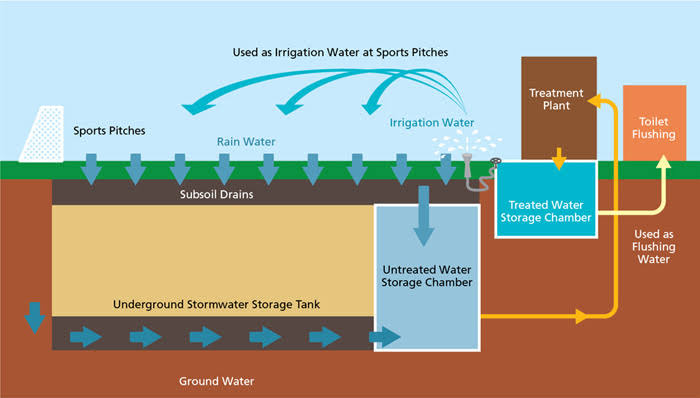 Used as Irrigation Water at Sports Pitches
Treatment
Plant
Toilet
Flushing
Sports Pitches
Irrigation Water
Rain Water
Subsoil Drains
Treated Water
Storage Chamber
Used as
Flushing
Water
Untreated Water
Storage Chamber
Underground Stormwater Storage Tank
Ground Water